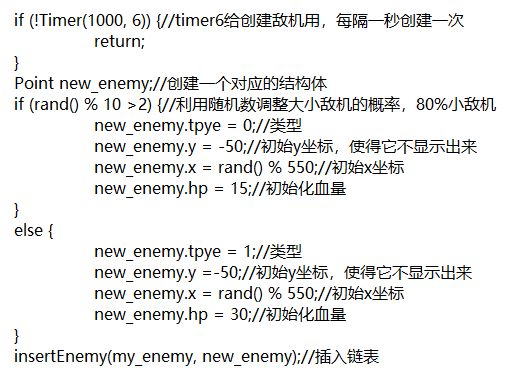 if (!Timer(1000, 6)) {//timer6给创建敌机用，每隔一秒创建一次
return;
}
Point new_enemy;//创建一个对应的结构体
if (rand() % 10 >2) {//利用随机数调整大小敌机的概率，80%小敌机
new_enemy.tpye = 0;//类型
new_enemy.y = -50;//初始y坐标，使得它不显示出来
new_enemy.x = rand() % 550;//初始x坐标
new_enemy.hp = 15;//初始化血量
}
else {
new_enemy.tpye = 1;//类型
new_enemy.y =-50;//初始y坐标，使得它不显示出来
new_enemy.x = rand() % 550;//初始x坐标
new_enemy.hp = 30;//初始化血量
}
insertEnemy(my_enemy, new_enemy);//插入链表